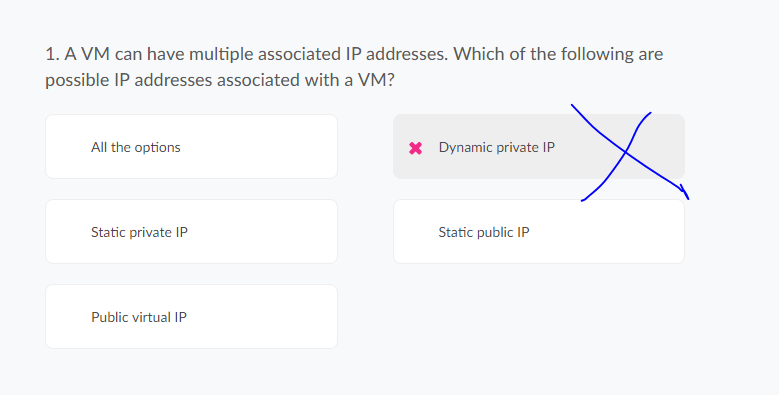 1. A VM can have multiple associated IP addresses. Which of the following are
possible IP addresses associated with a VM?
All the options
Dynamic private IP
Static private IP
Static public IP
Public virtual IP